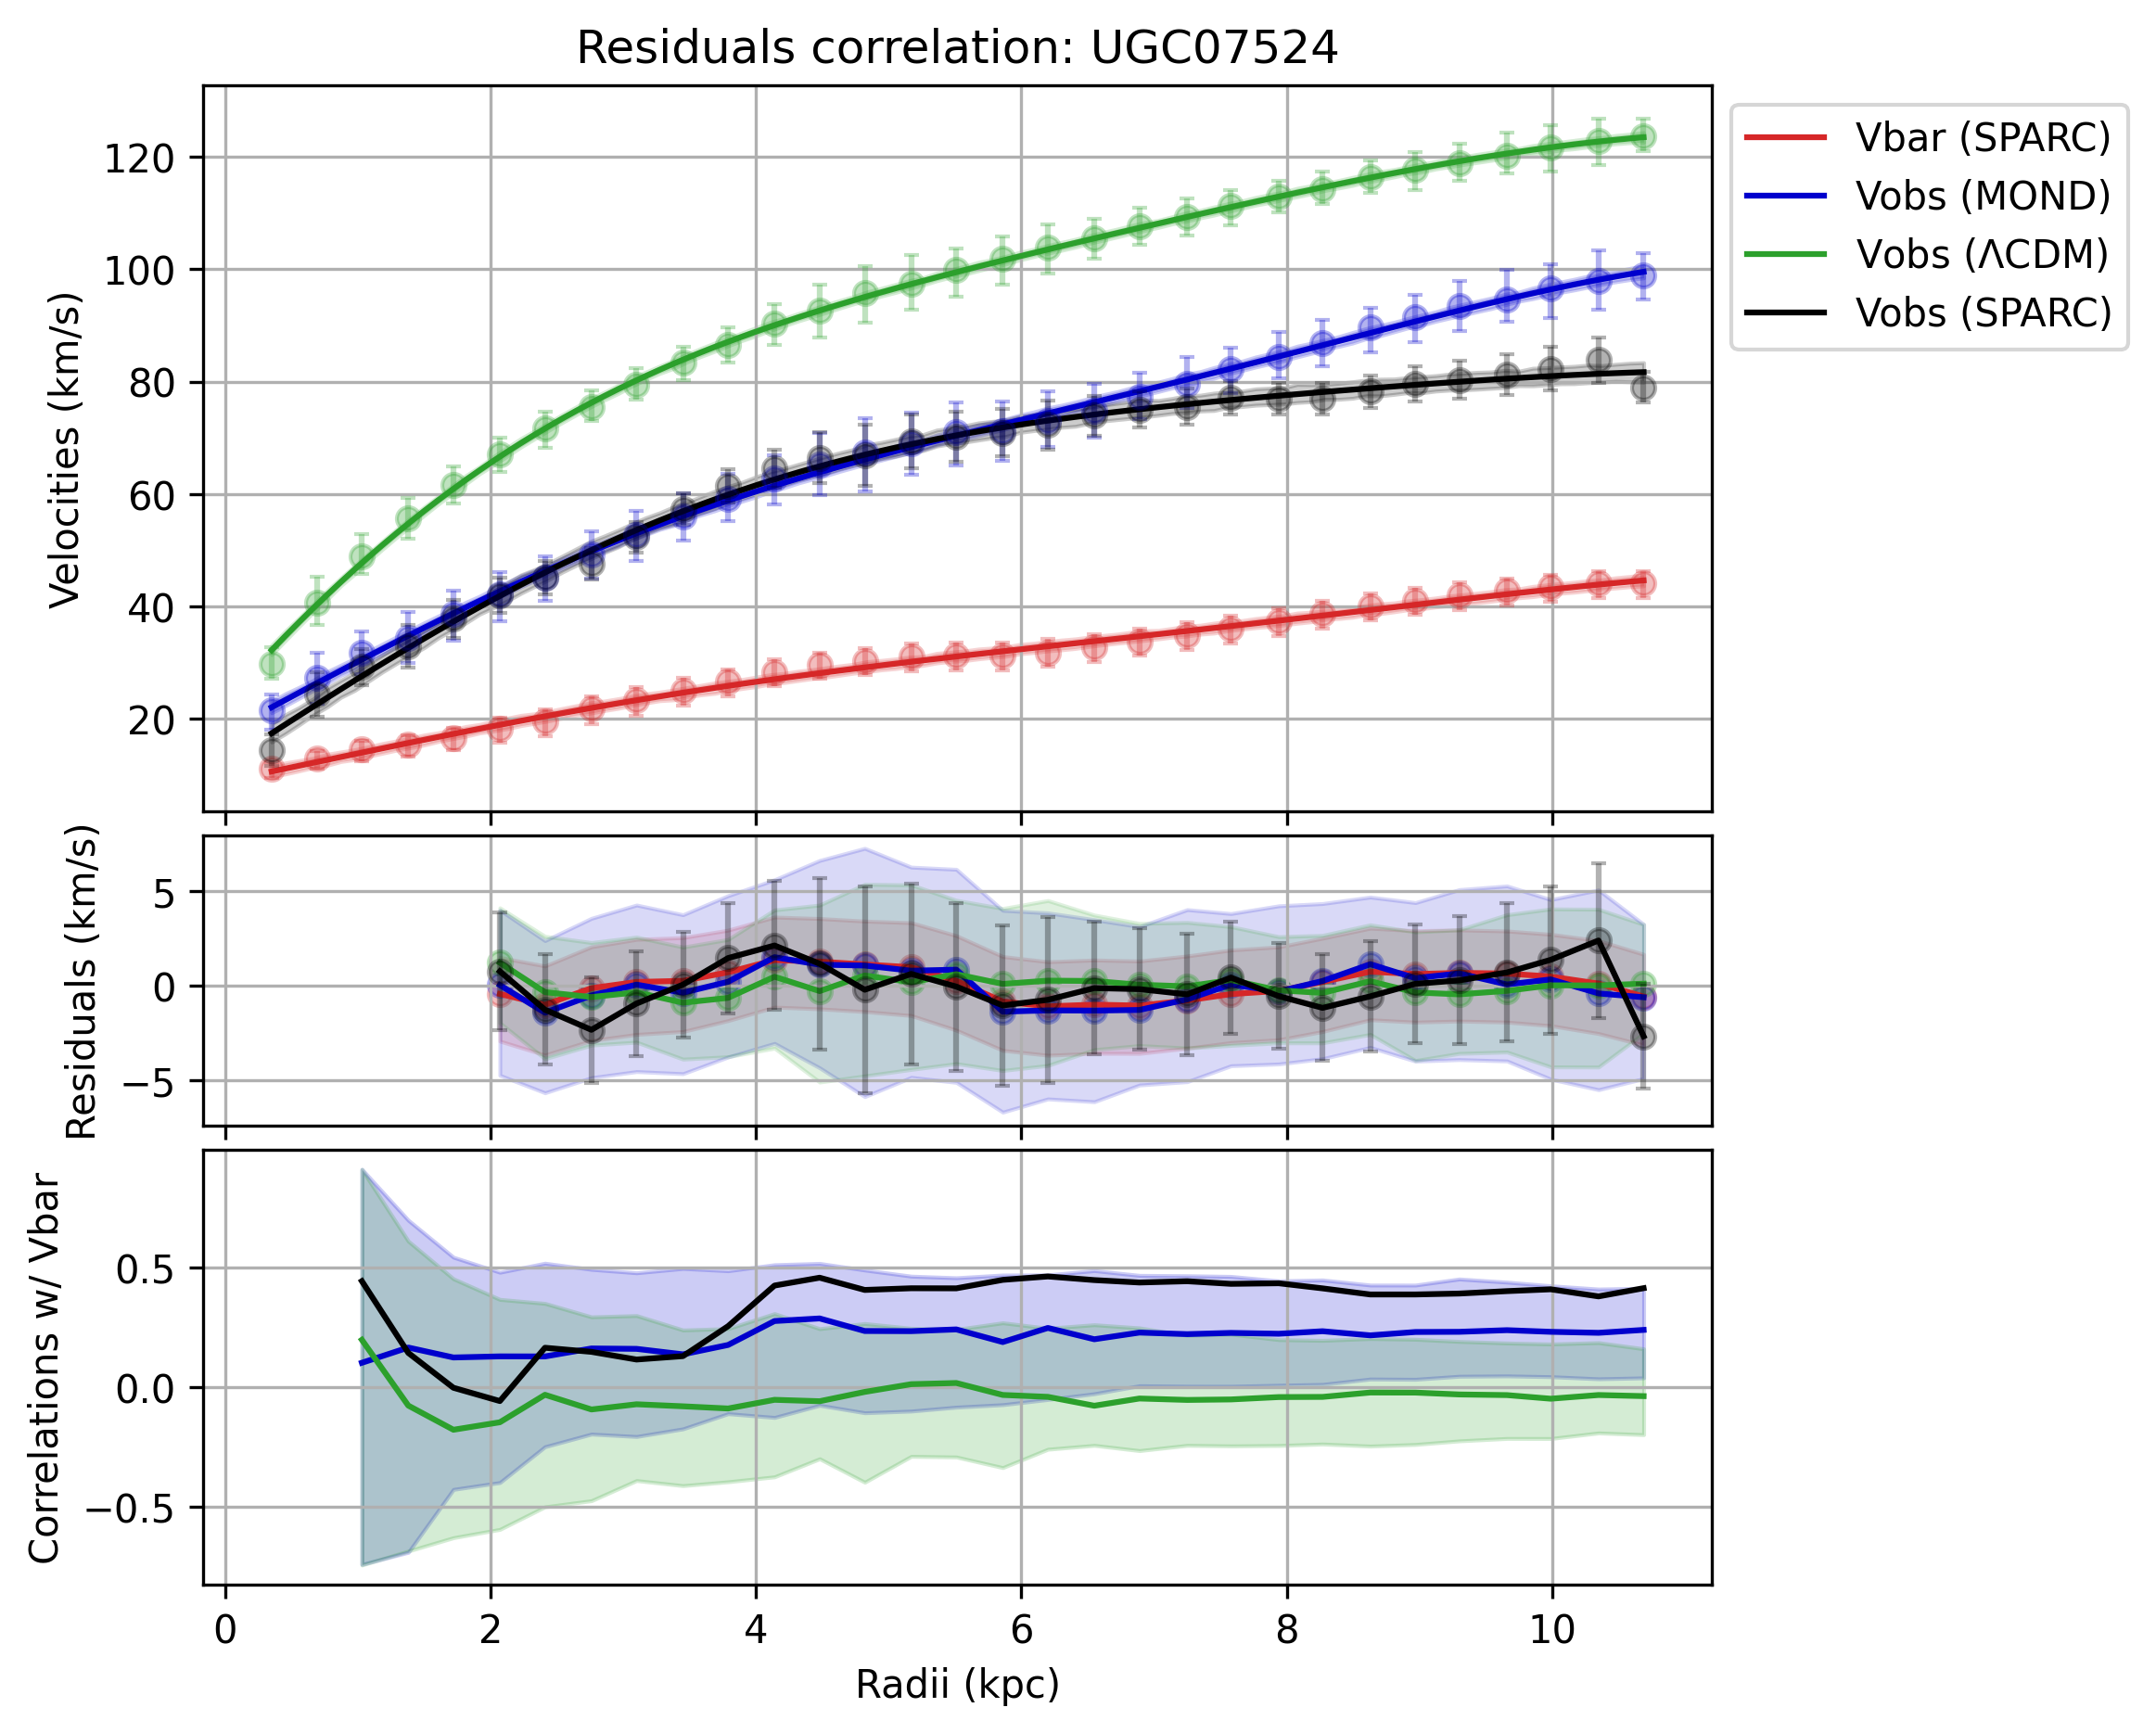 Residuals correlation: UGC07524
Vbar (SPARC)
Vobs (MOND)
Vobs (ΛCDM)
Vobs (SPARC)
Velocities (km/s)
120
100
80
60
40
20
Residuals (km/s)
5
0
−5
Correlations w/ Vbar
0.5
0.0
−0.5
0 2 4 6 8 10
Radii (kpc)